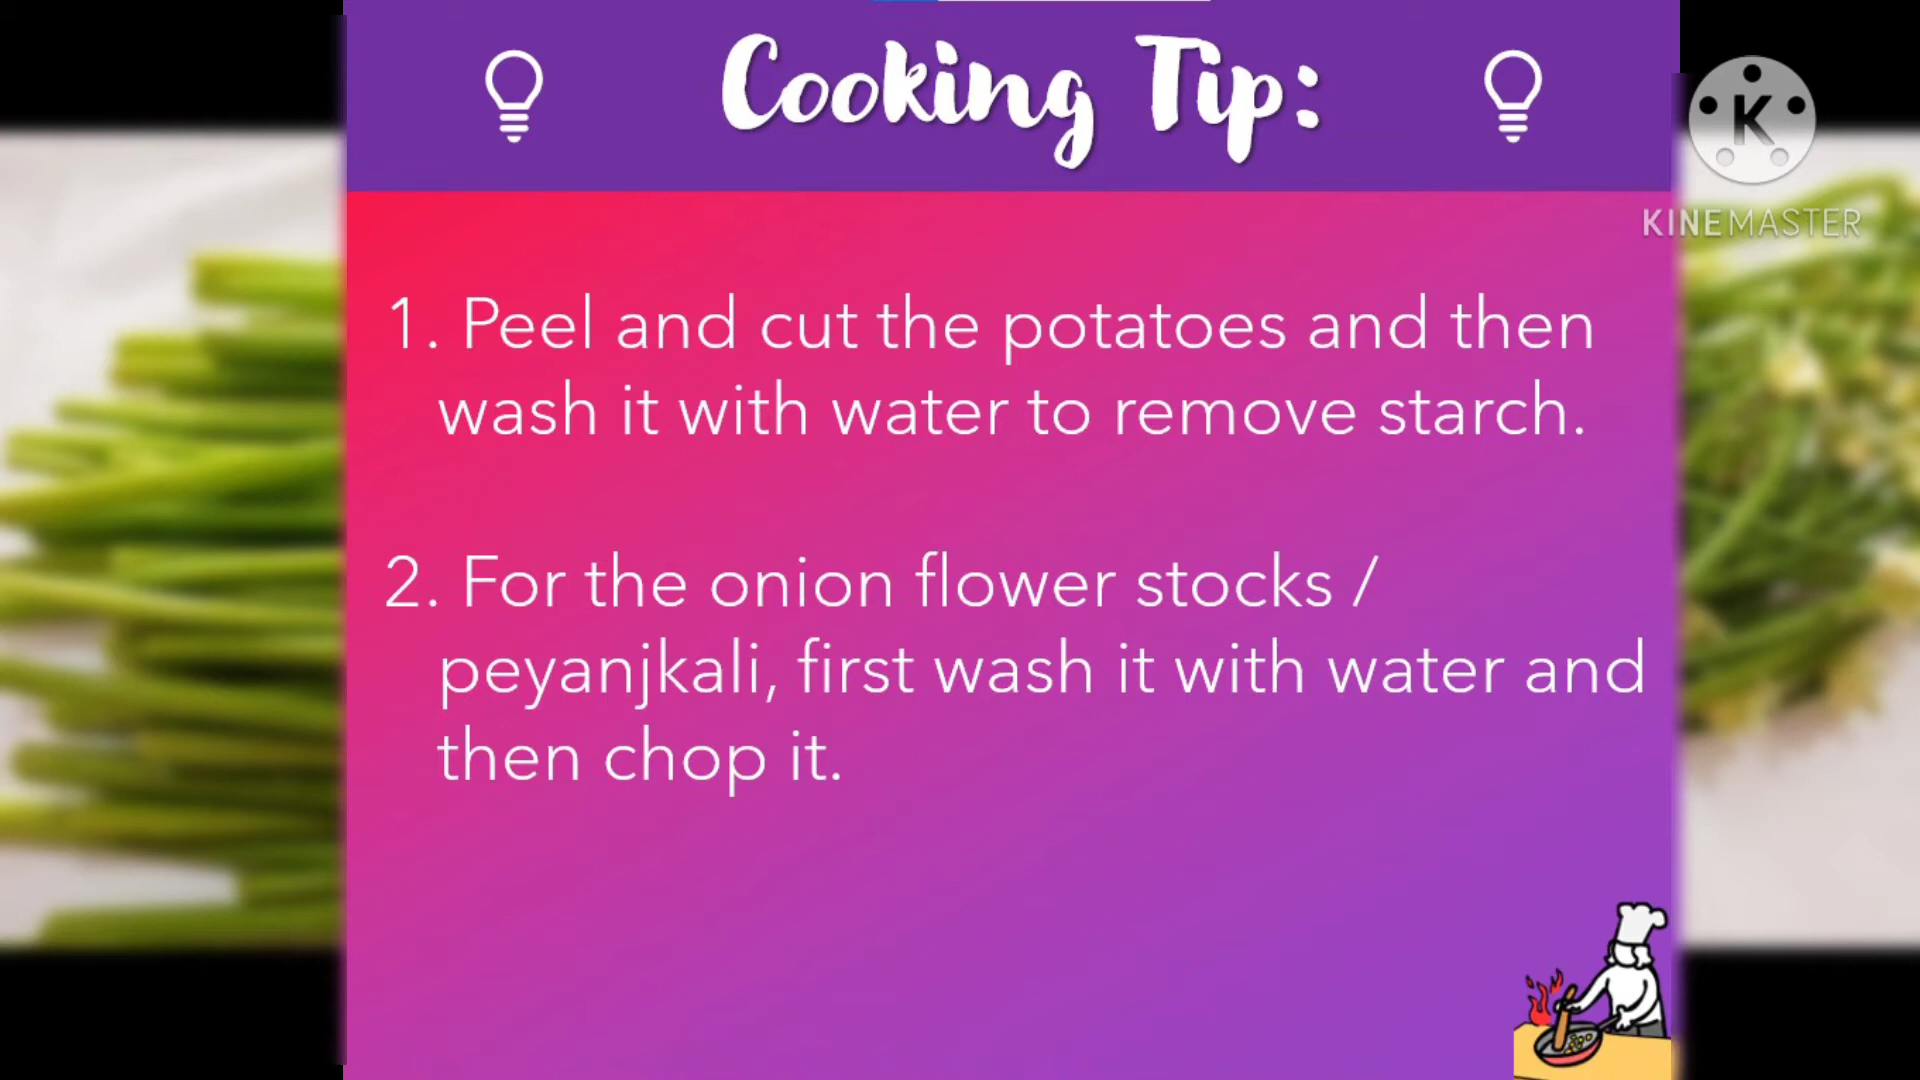 Cooking Tip:
K
KINEMASTER
1. Peel and cut the potatoes and then
wash it with water to remove starch.
2. For the onion flower stocks /
peyanjkali, first wash it with water and
then chop it.